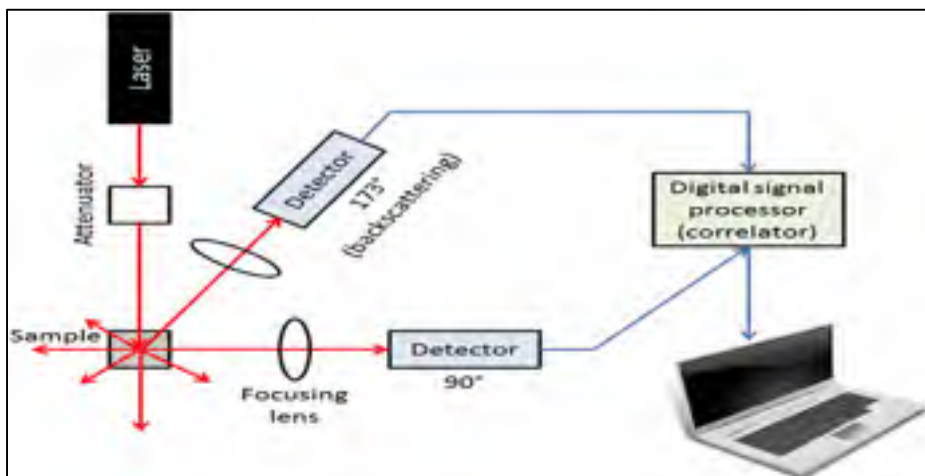 Laser
Attenuator
Sample
Detector
173°
(backscattering)
Focusing
lens
Detector
90°
Digital signal
processor
(correlator)